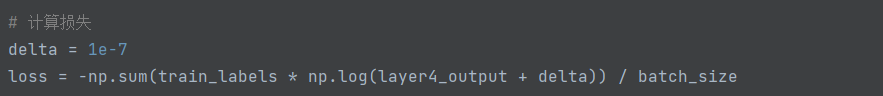 # 计算损失
delta = 1e-7
loss = -np.sum(train_labels * np.log(layer4_output + delta)) / batch_size